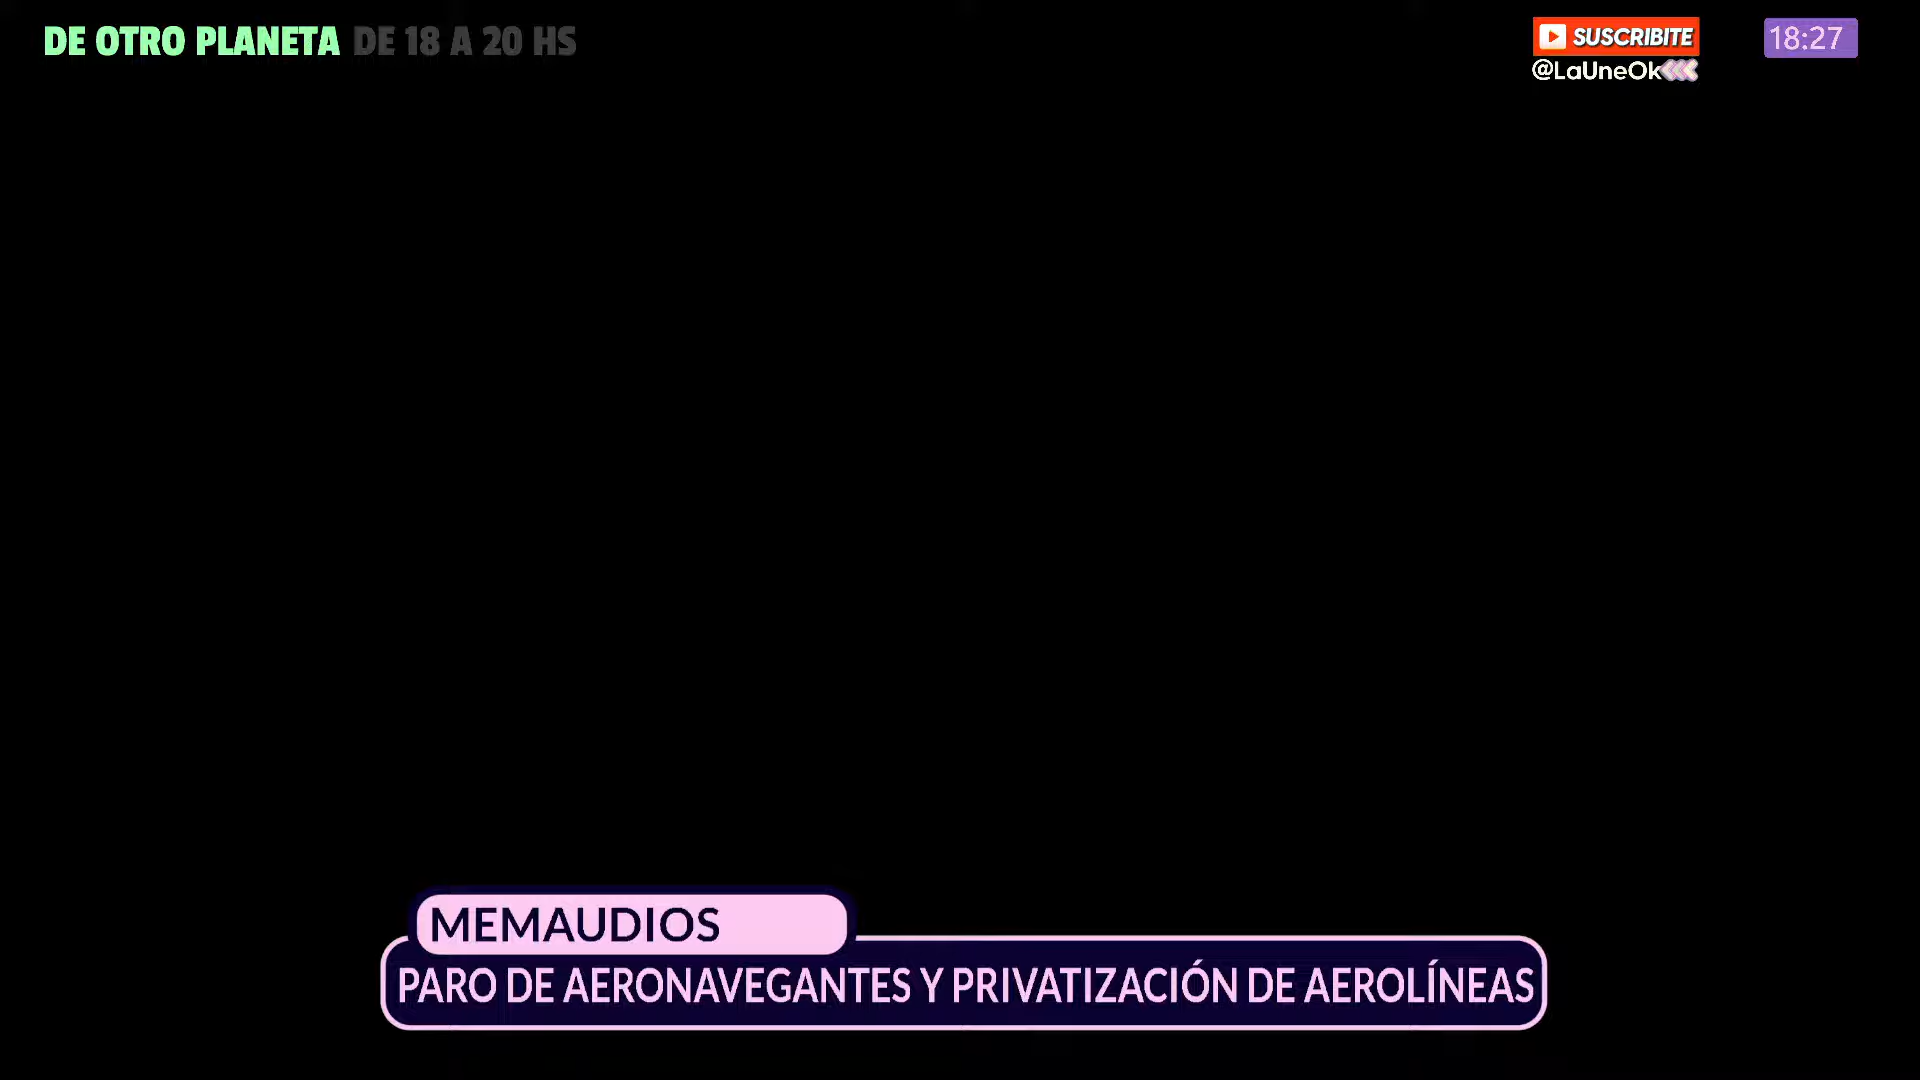 DE OTRO PLANETA DE 18 A 20 HS
SUSCRIBITE
@LaUneOk
18:27
MEMAUDIOS
PARO DE AERONAVEGANTES Y PRIVATIZACIÓN DE AEROLÍNEAS